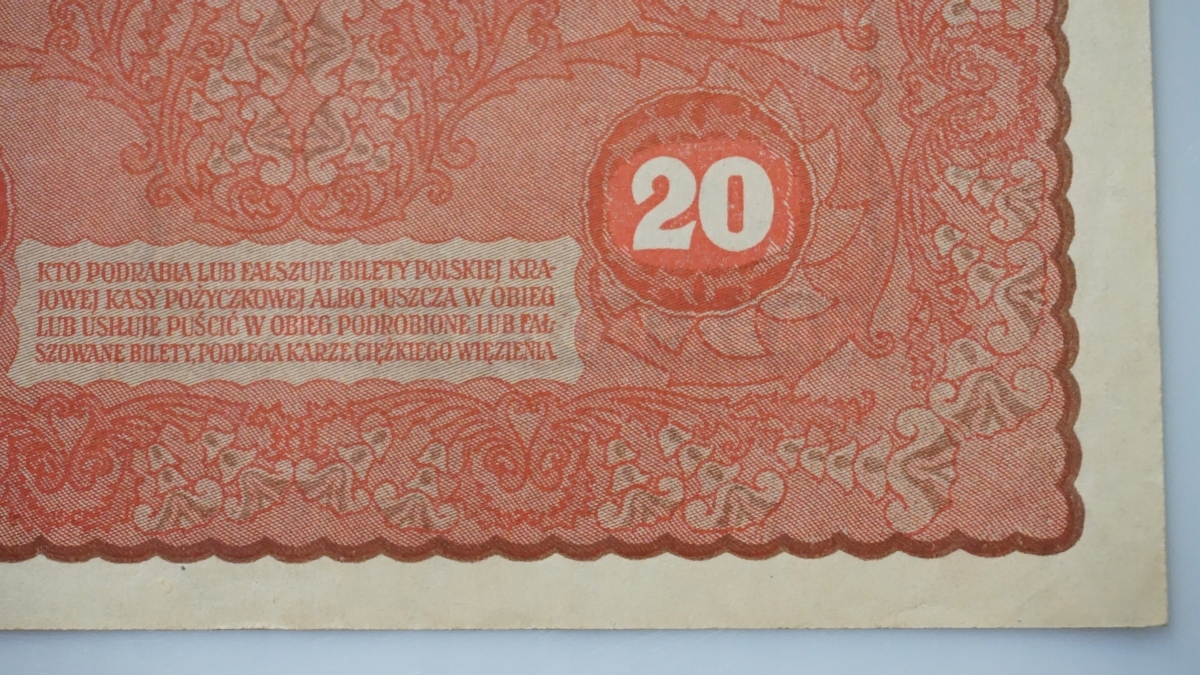 20
KTO PODRABIA LUB FAŁSZUJE BILETY POLSKIEJ KRA-
JOWEJ KASY POŻYCZKOWEJ ALBO PUSZCZA W OBIEG
LUB USIŁUJE PUŚCIĆ W OBIEG PODROBIONE LUB FAŁ-
SZOWANE BILETY, PODLEGA KARZE CIĘŻKIEGO WIĘZIENIA.